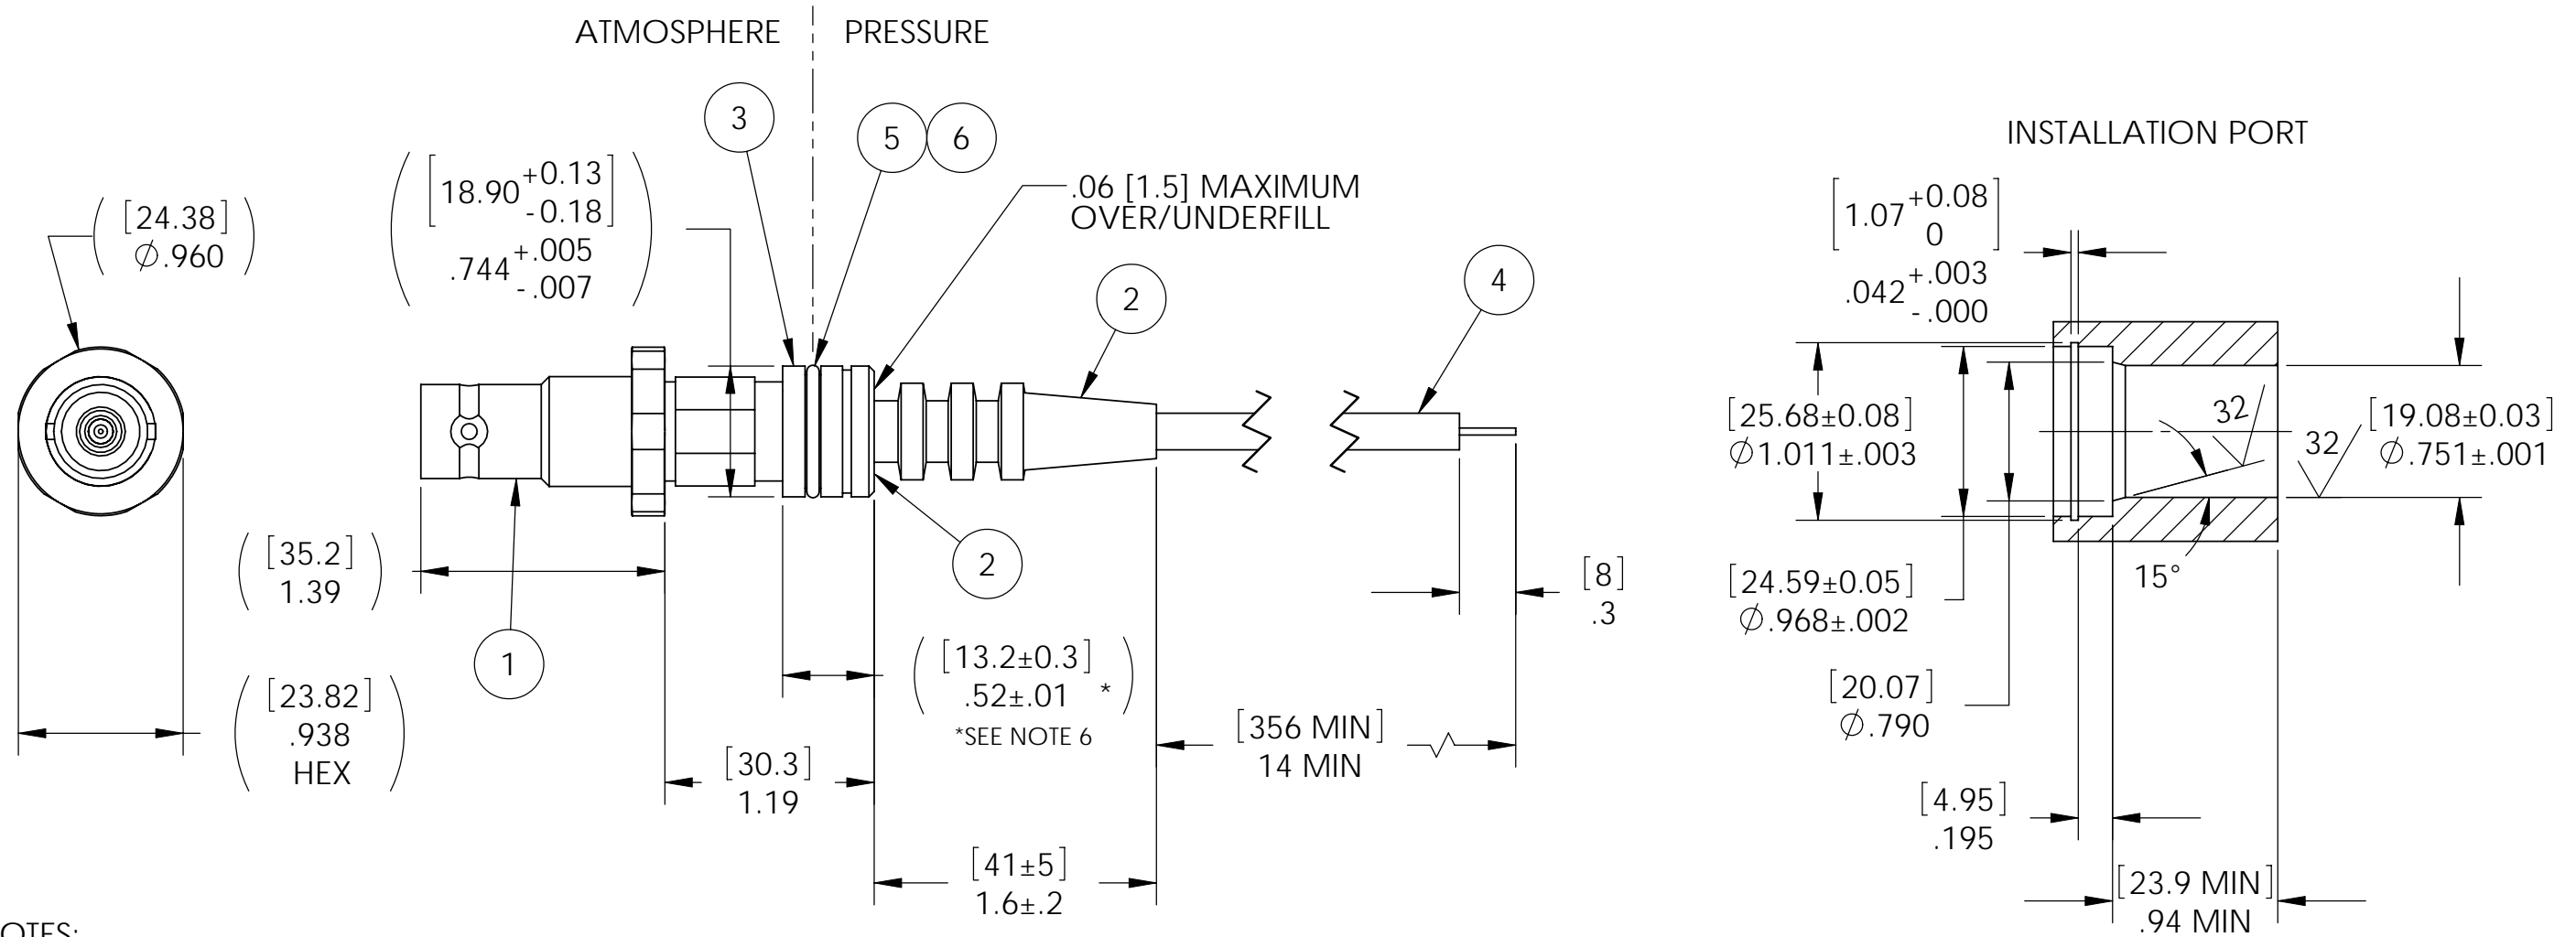 ATMOSPHERE
PRESSURE
3
5
6
INSTALLATION PORT
[24.38]
∅.960
[18.90 +0.13 -0.18]
.744 +.005 -.007
.06 [1.5] MAXIMUM
OVER/UNDERFILL
2
4
[1.07 +0.08 0]
.042 +.003 -.000
[25.68±0.08]
∅1.011±.003
32
32
[19.08±0.03]
∅.751±.001
[35.2]
1.39
1
2
[8]
.3
[24.59±0.05]
∅.968±.002
15°
[23.82]
.938
HEX
[13.2±0.3]
.52±.01 *
*SEE NOTE 6
[30.3]
1.19
[356 MIN]
14 MIN
[20.07]
∅.790
[4.95]
.195
[41±5]
1.6±.2
[23.9 MIN]
.94 MIN
OTES: